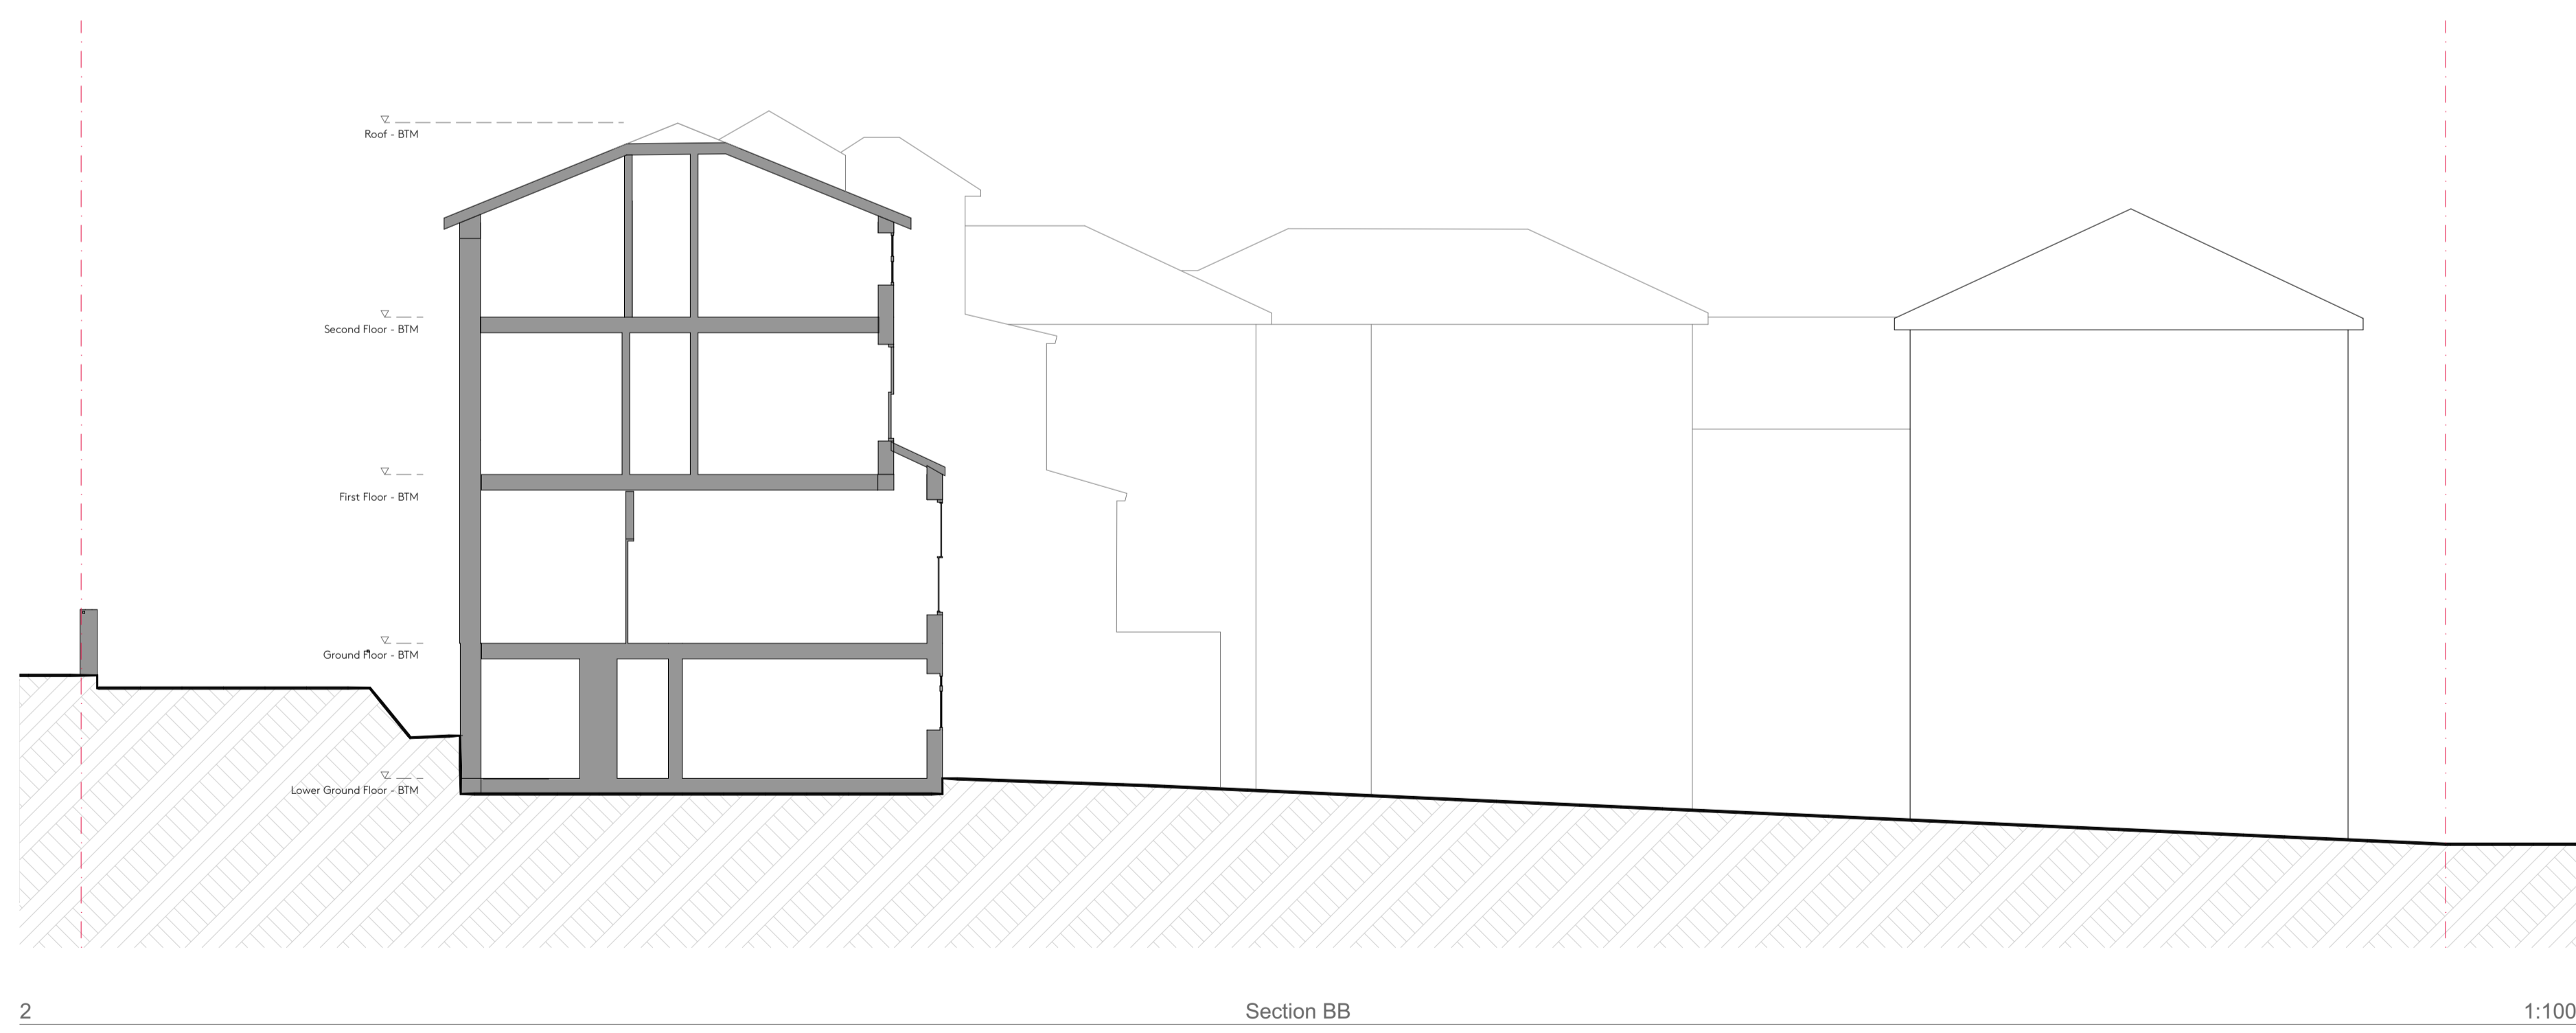 Roof - BTM
Second Floor - BTM
First Floor - BTM
Ground Floor - BTM
Lower Ground Floor - BTM
2 Section BB 1:100